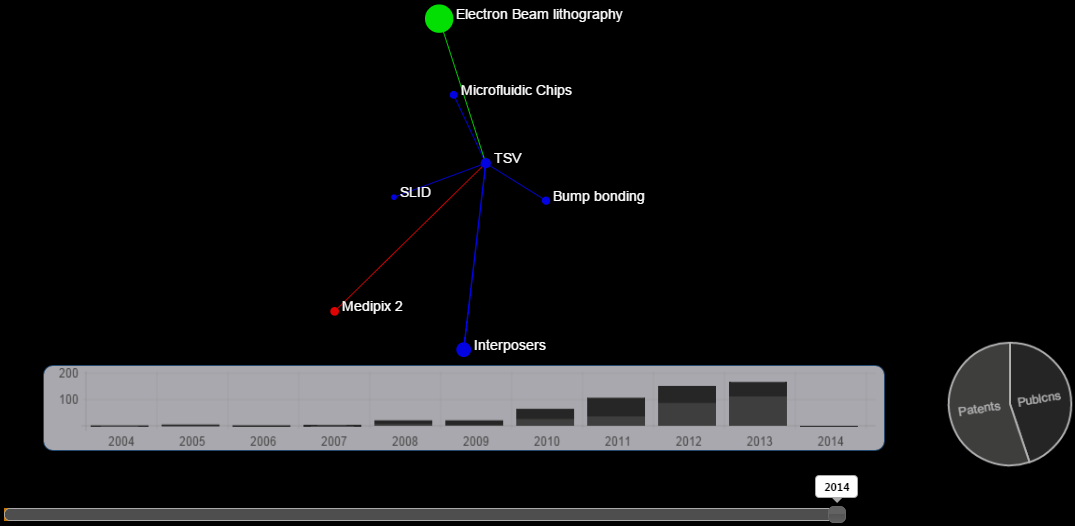 Electron Beam lithography
Microfluidic Chips
TSV
SLID
Bump bonding
Medipix 2
Interposers
200
100
2004 2005 2006 2007 2008 2009 2010 2011 2012 2013 2014
Patents
Publcns
2014